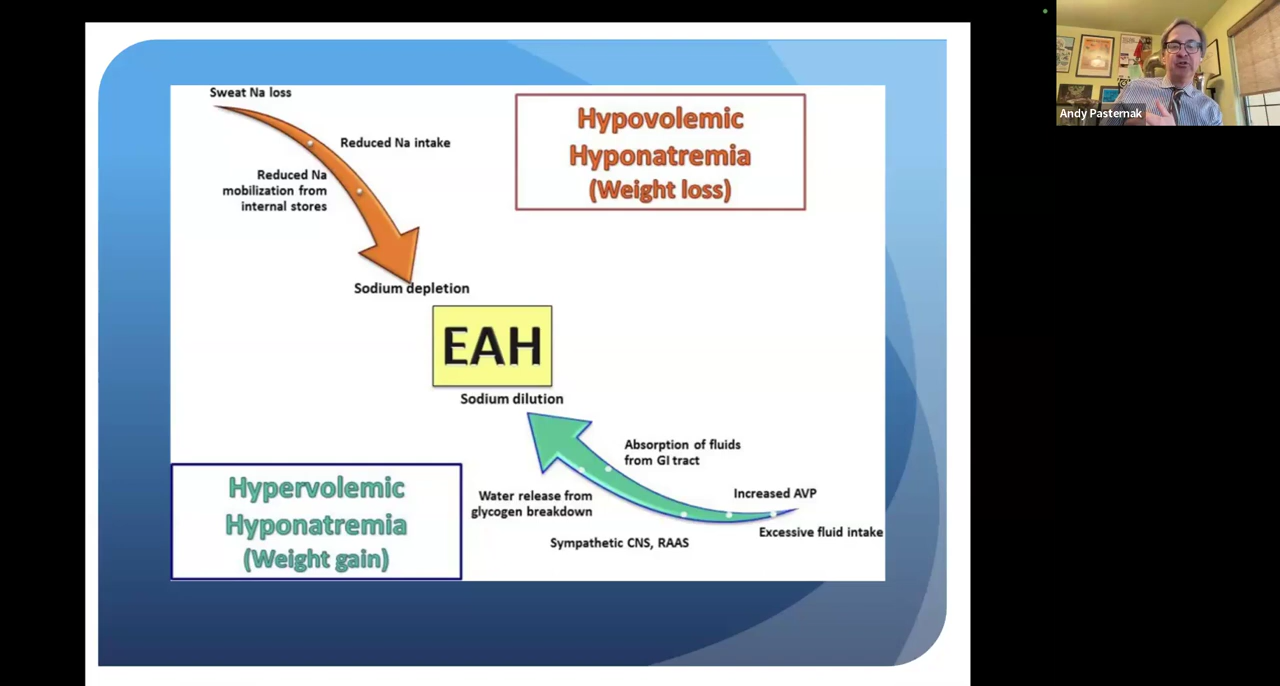 Sweat Na loss
Reduced Na intake
Reduced Na
mobilization from
internal stores
Sodium depletion
Hypovolemic
Hyponatremia
(Weight loss)
EAH
Sodium dilution
Absorption of fluids
from GI tract
Increased AVP
Water release from
glycogen breakdown
Excessive fluid intake
Sympathetic CNS, RAAS
Hypervolemic
Hyponatremia
(Weight gain)
Andy Pasternak